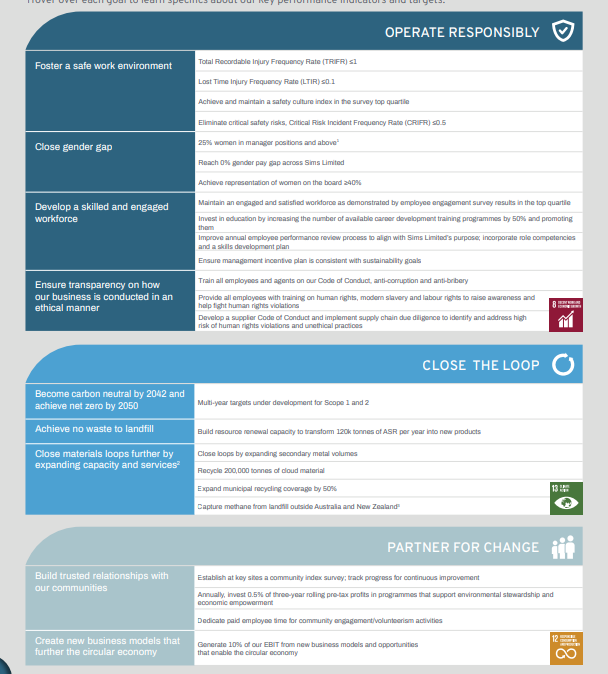 Hover over each goal to learn specifics about our key performance indicators and targets.
OPERATE RESPONSIBLY
Foster a safe work environment
Total Recordable Injury Frequency Rate (TRIFR) ≤1
Lost Time Injury Frequency Rate (LTIR) ≤0.1
Achieve and maintain a safety culture index in the survey top quartile
Eliminate critical safety risks, Critical Risk Incident Frequency Rate (CRIFR) ≤0.5
Close gender gap
25% women in manager positions and above¹
Reach 0% gender pay gap across Sims Limited
Achieve representation of women on the board ≥40%
Develop a skilled and engaged
workforce
Maintain an engaged and satisfied workforce as demonstrated by employee engagement survey results in the top quartile
Invest in education by increasing the number of available career development training programmes by 50% and promoting
them
Improve annual employee performance review process to align with Sims Limited's purpose; incorporate role competencies
and a skills development plan
Ensure management incentive plan is consistent with sustainability goals
Ensure transparency on how
our business is conducted in an
ethical manner
Train all employees and agents on our Code of Conduct, anti-corruption and anti-bribery
Provide all employees with training on human rights, modern slavery and labour rights to raise awareness and
help fight human rights violations
Develop a supplier Code of Conduct and implement supply chain due diligence to identify and address high
risk of human rights violations and unethical practices
8
CLOSE THE LOOP
Become carbon neutral by 2042 and
achieve net zero by 2050
Multi-year targets under development for Scope 1 and 2
Achieve no waste to landfill
Build resource renewal capacity to transform 120k tonnes of ASR per year into new products
Close materials loops further by
expanding capacity and services²
Close loops by expanding secondary metal volumes
Recycle 200,000 tonnes of cloud material
Expand municipal recycling coverage by 50%
Capture methane from landfill outside Australia and New Zealand³
13
PARTNER FOR CHANGE
Build trusted relationships with
our communities
Establish at key sites a community index survey; track progress for continuous improvement
Annually, invest 0.5% of three-year rolling pre-tax profits in programmes that support environmental stewardship and
economic empowerment
Dedicate paid employee time for community engagement/volunteerism activities
Create new business models that
further the circular economy
Generate 10% of our EBIT from new business models and opportunities
that enable the circular economy
12